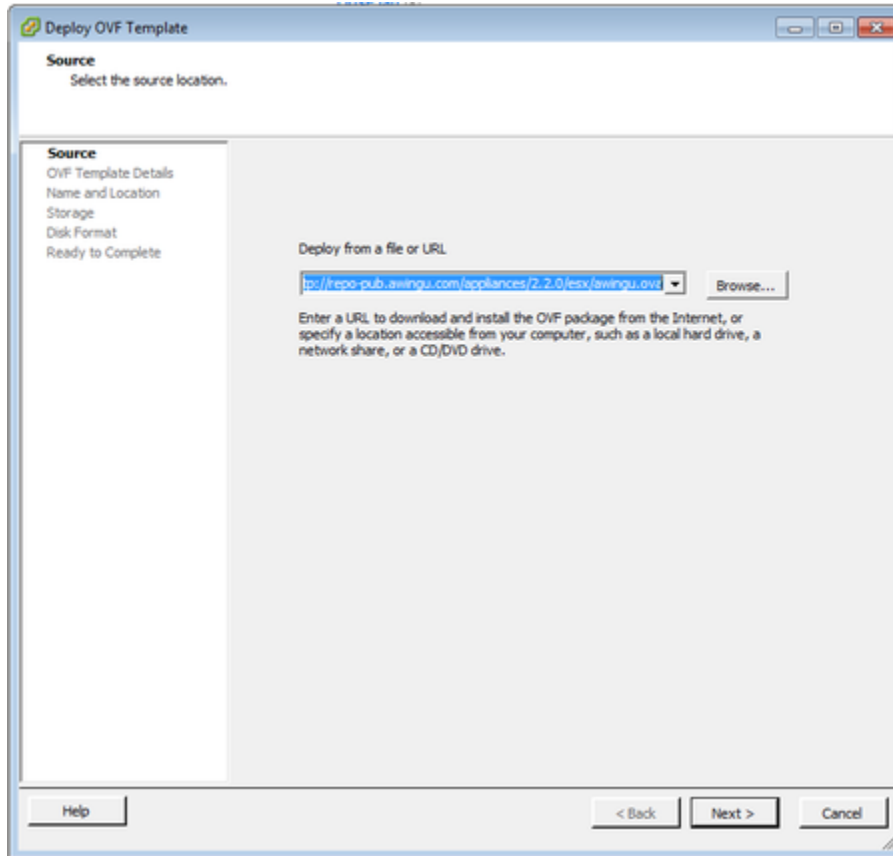 Deploy OVF Template
Source
Select the source location.
Source
OVF Template Details
Name and Location
Storage
Disk Format
Ready to Complete
Deploy from a file or URL
tp://repo-pub.awingu.com/appliances/2.2.0/esx/awingu.ova
Browse...
Enter a URL to download and install the OVF package from the Internet, or
specify a location accessible from your computer, such as a local hard drive, a
network share, or a CD/DVD drive.
Help
< Back
Next >
Cancel